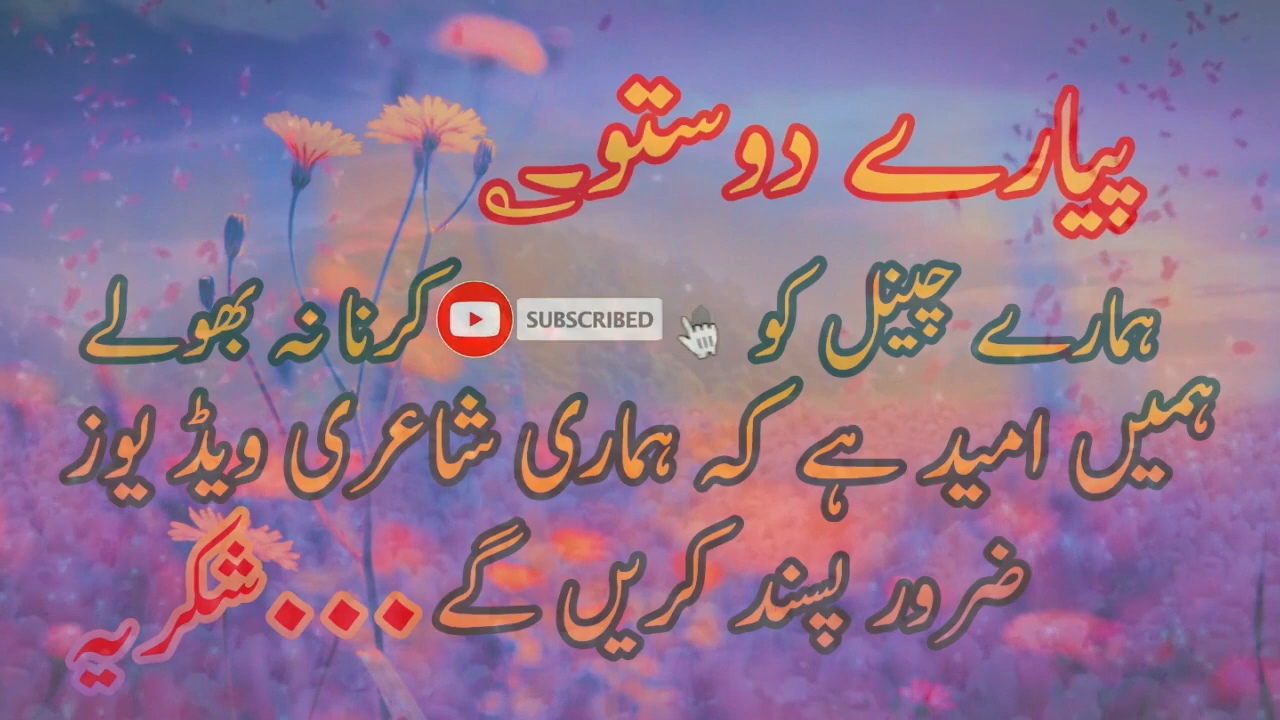 پیارے دوستو
ہمارے چینل کو SUBSCRIBED کرنا نہ بھولے
ہمیں امید ہے کہ ہماری شاعری ویڈیوز
ضرور پسند کریں گے...شکریہ